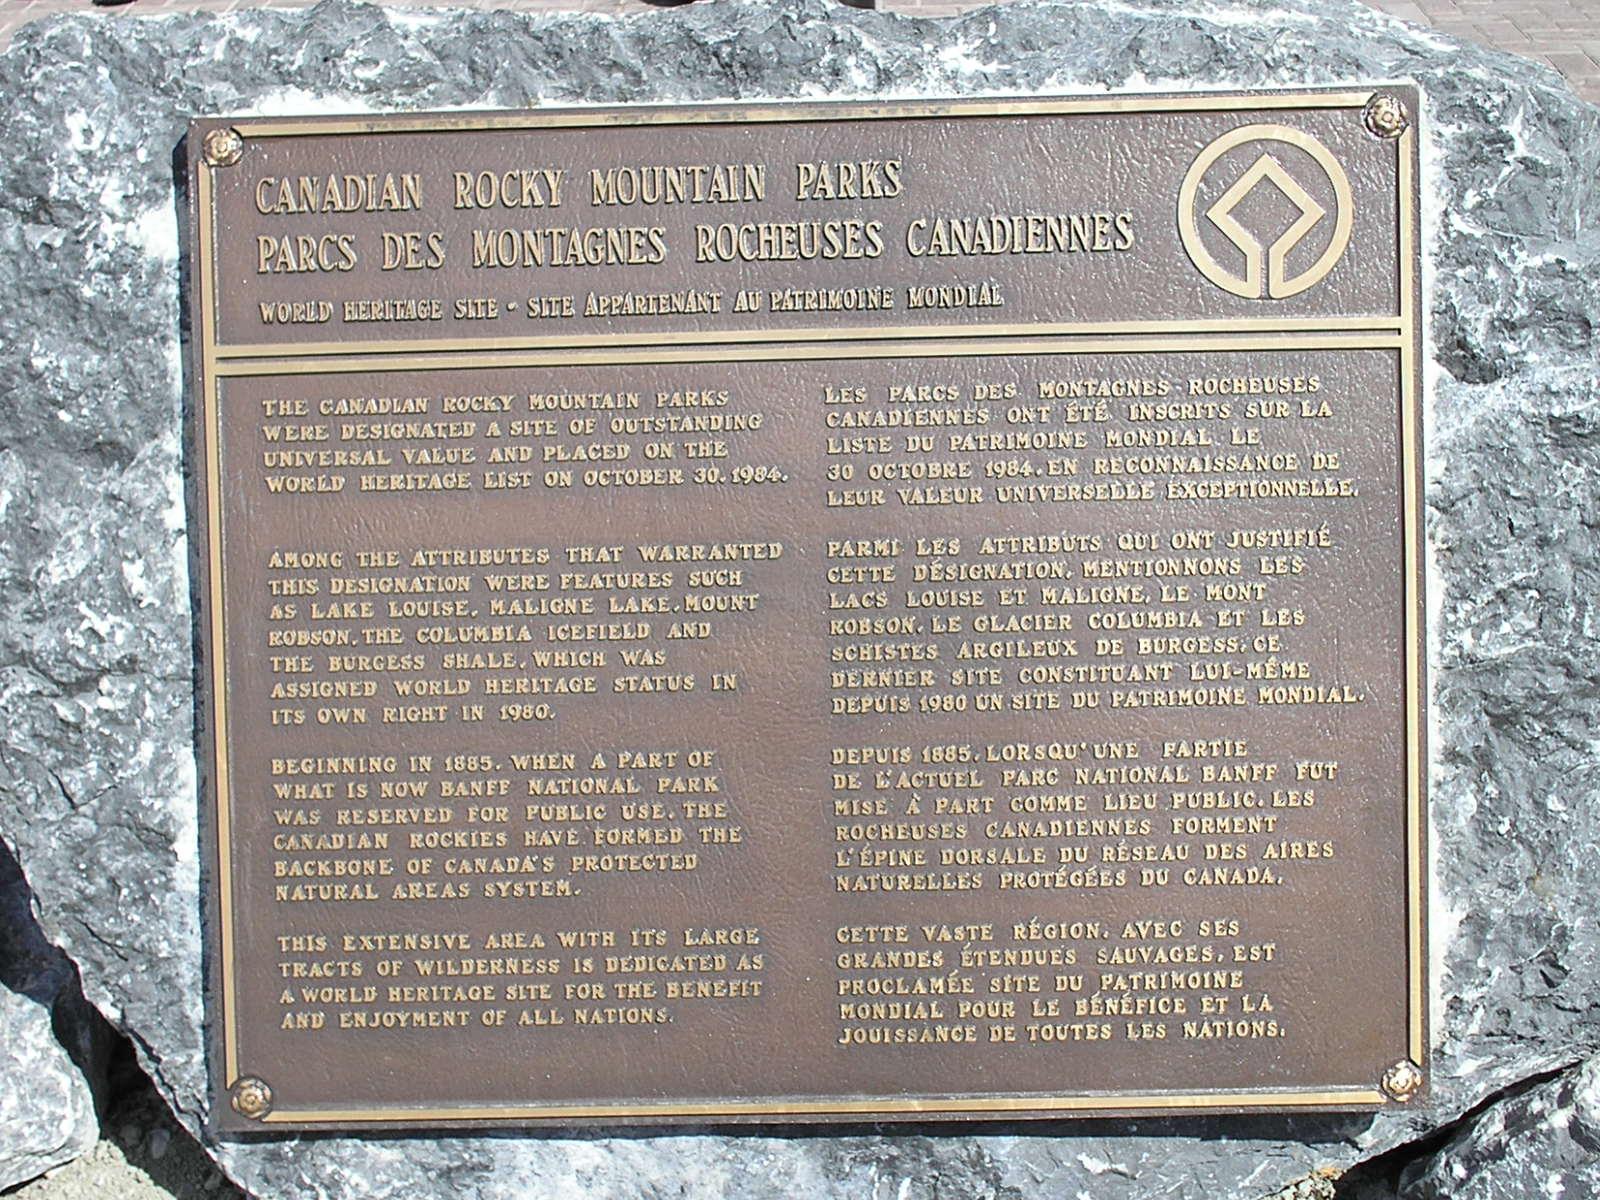 CANADIAN ROCKY MOUNTAIN PARKS
PARCS DES MONTAGNES ROCHEUSES CANADIENNES
WORLD HERITAGE SITE - SITE APPARTENANT AU PATRIMOINE MONDIAL
THE CANADIAN ROCKY MOUNTAIN PARKS
WERE DESIGNATED A SITE OF OUTSTANDING
UNIVERSAL VALUE AND PLACED ON THE
WORLD HERITAGE LIST ON OCTOBER 30, 1984.
AMONG THE ATTRIBUTES THAT WARRANTED
THIS DESIGNATION WERE FEATURES SUCH
AS LAKE LOUISE, MALIGNE LAKE, MOUNT
ROBSON, THE COLUMBIA ICEFIELD AND
THE BURGESS SHALE, WHICH WAS
ASSIGNED WORLD HERITAGE STATUS IN
ITS OWN RIGHT IN 1980.
BEGINNING IN 1885, WHEN A PART OF
WHAT IS NOW BANFF NATIONAL PARK
WAS RESERVED FOR PUBLIC USE, THE
CANADIAN ROCKIES HAVE FORMED THE
BACKBONE OF CANADA'S PROTECTED
NATURAL AREAS SYSTEM.
THIS EXTENSIVE AREA WITH ITS LARGE
TRACTS OF WILDERNESS IS DEDICATED AS
A WORLD HERITAGE SITE FOR THE BENEFIT
AND ENJOYMENT OF ALL NATIONS.
LES PARCS DES MONTAGNES ROCHEUSES
CANADIENNES ONT ÉTÉ INSCRITS SUR LA
LISTE DU PATRIMOINE MONDIAL LE
30 OCTOBRE 1984, EN RECONNAISSANCE DE
LEUR VALEUR UNIVERSELLE EXCEPTIONNELLE.
PARMI LES ATTRIBUTS QUI ONT JUSTIFIÉ
CETTE DÉSIGNATION, MENTIONNONS LES
LACS LOUISE ET MALIGNE, LE MONT
ROBSON, LE GLACIER COLUMBIA ET LES
SCHISTES ARGILEUX DE BURGESS, CE
DERNIER SITE CONSTITUANT LUI-MÊME
DEPUIS 1980 UN SITE DU PATRIMOINE MONDIAL.
DEPUIS 1885, LORSQU'UNE PARTIE
DE L'ACTUEL PARC NATIONAL BANFF FUT
MISE À PART COMME LIEU PUBLIC, LES
ROCHEUSES CANADIENNES FORMENT
L'ÉPINE DORSALE DU RÉSEAU DES AIRES
NATURELLES PROTÉGÉES DU CANADA.
CETTE VASTE RÉGION, AVEC SES
GRANDES ÉTENDUES SAUVAGES, EST
PROCLAMÉE SITE DU PATRIMOINE
MONDIAL POUR LE BÉNÉFICE ET LA
JOUISSANCE DE TOUTES LES NATIONS.